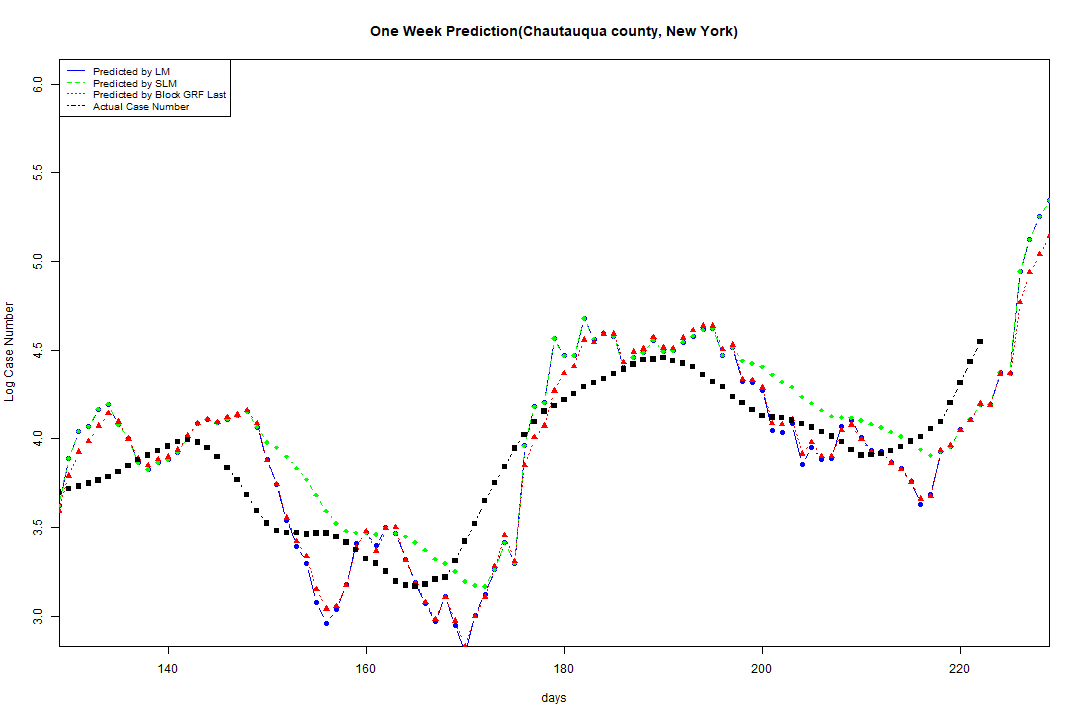 One Week Prediction(Chautauqua county, New York)
Predicted by LM
Predicted by SLM
Predicted by Block GRF Last
Actual Case Number
6.0
5.5
5.0
4.5
4.0
3.5
3.0
Log Case Number
140 160 180 200 220
days